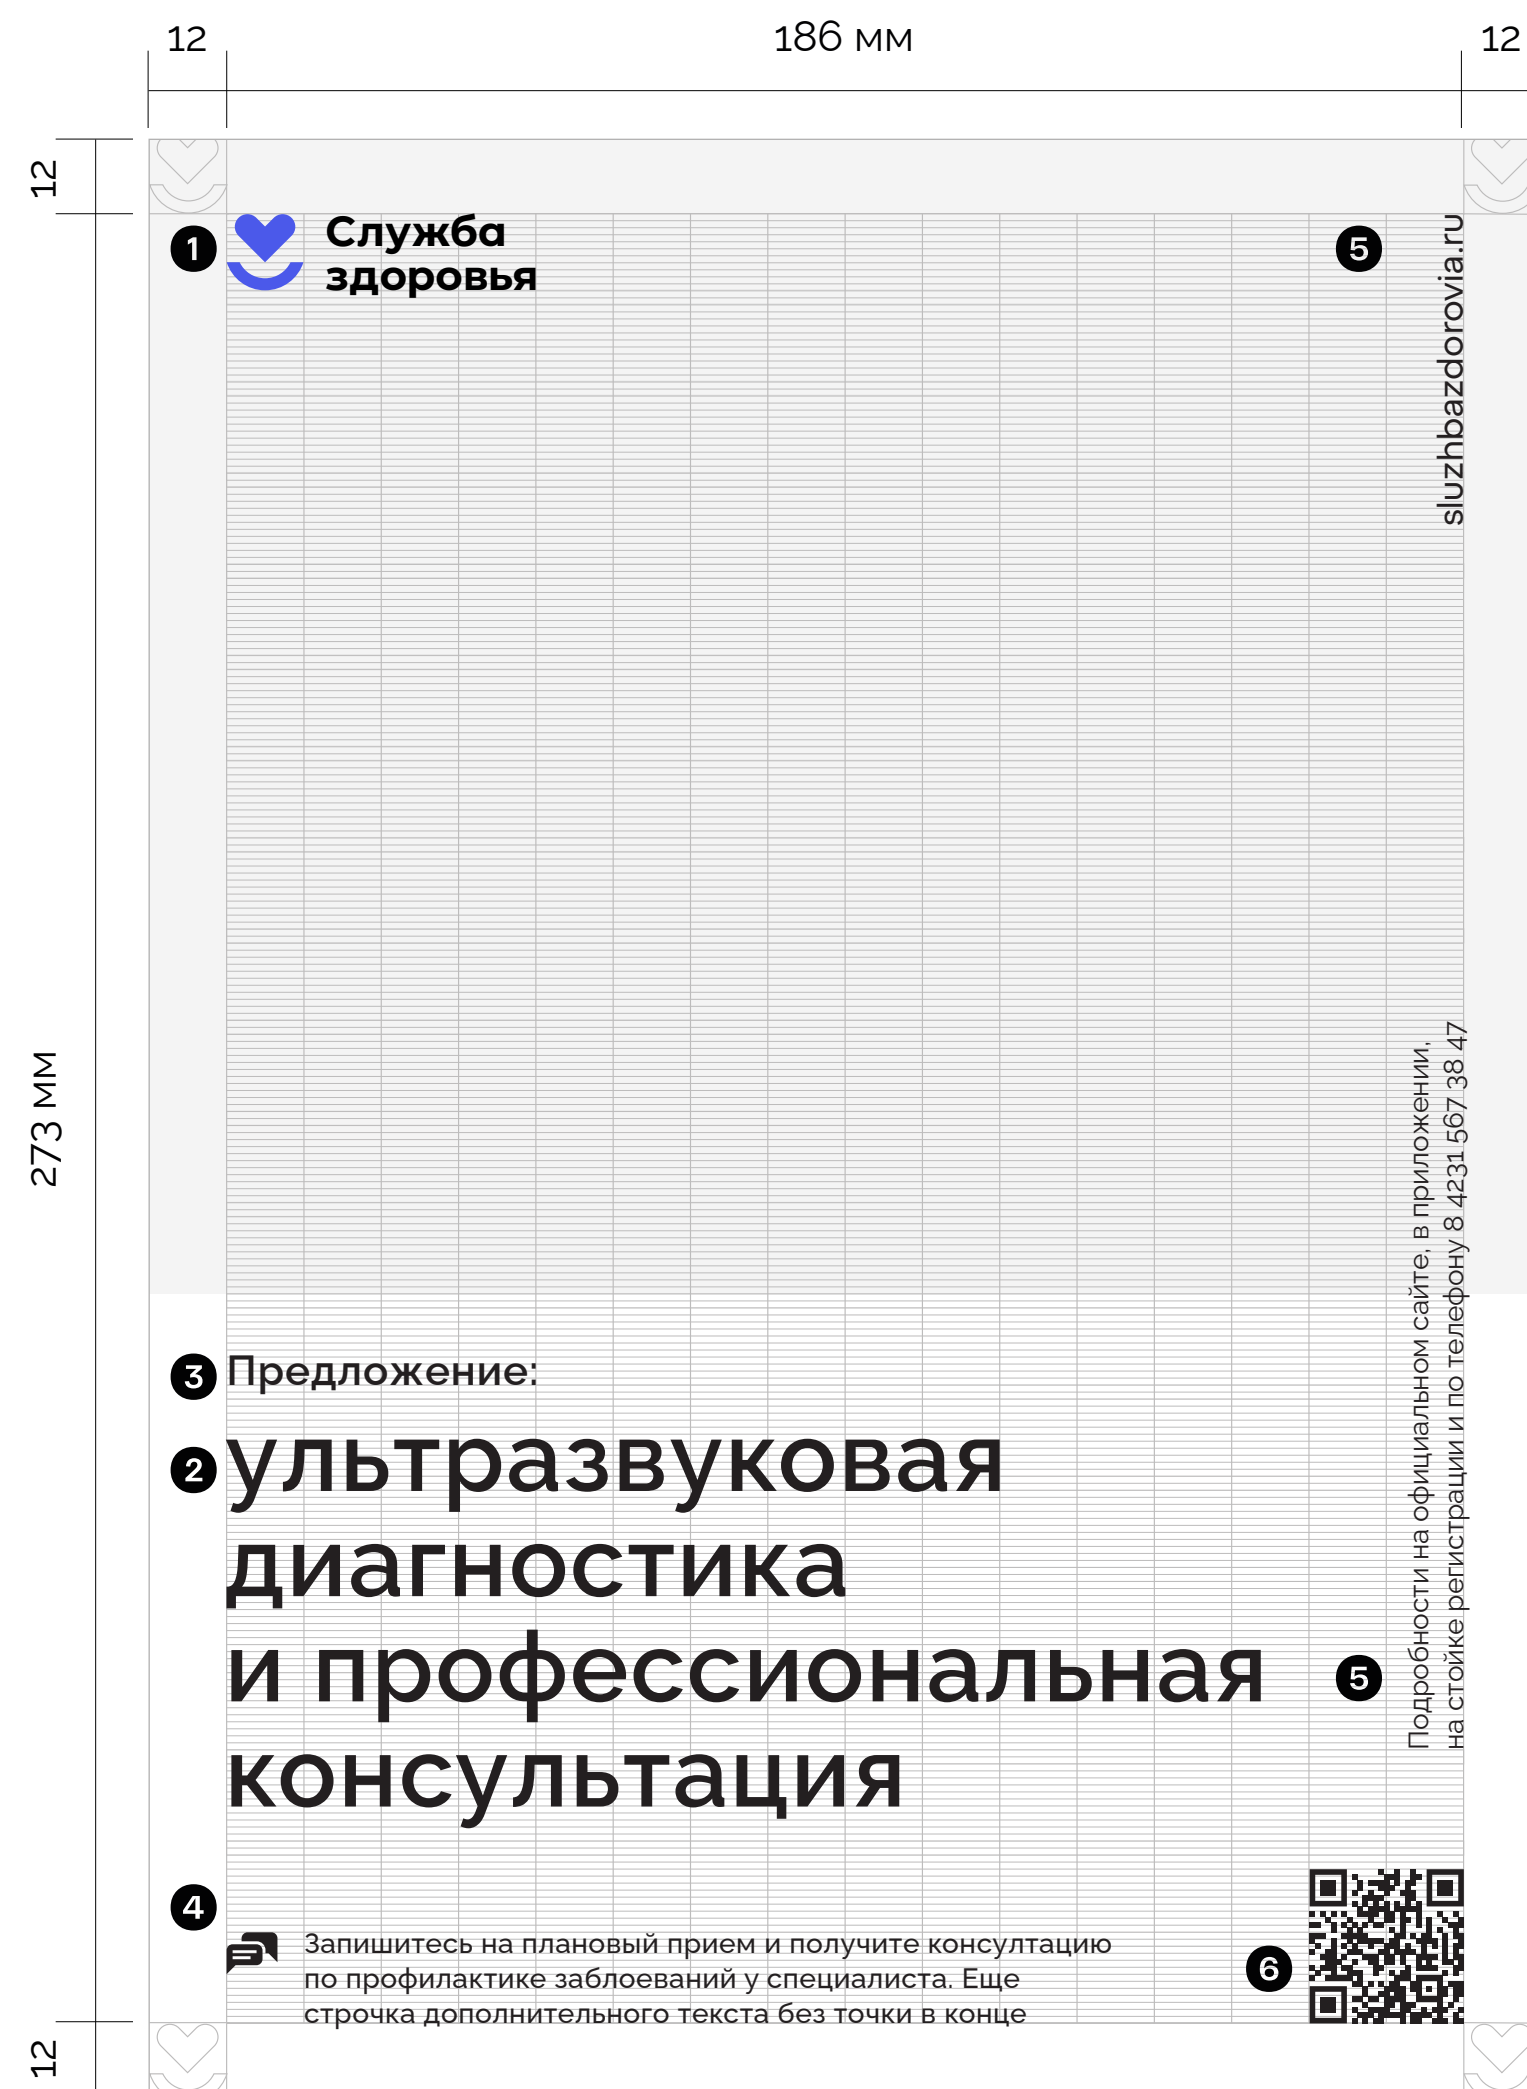 12
186 мм
12
12
1
Служба
здоровья
5
sluzhbazdorovia.ru
273 мм
Подробности на официальном сайте, в приложении,
на стойке регистрации и по телефону 8 4231 567 38 47
3
Предложение:
2
ультразвуковая
диагностика
и профессиональная
консультация
5
4
Запишитесь на плановый прием и получите консултацию
по профилактике заблоеваний у специалиста. Еще
строчка дополнительного текста без точки в конце
6
12